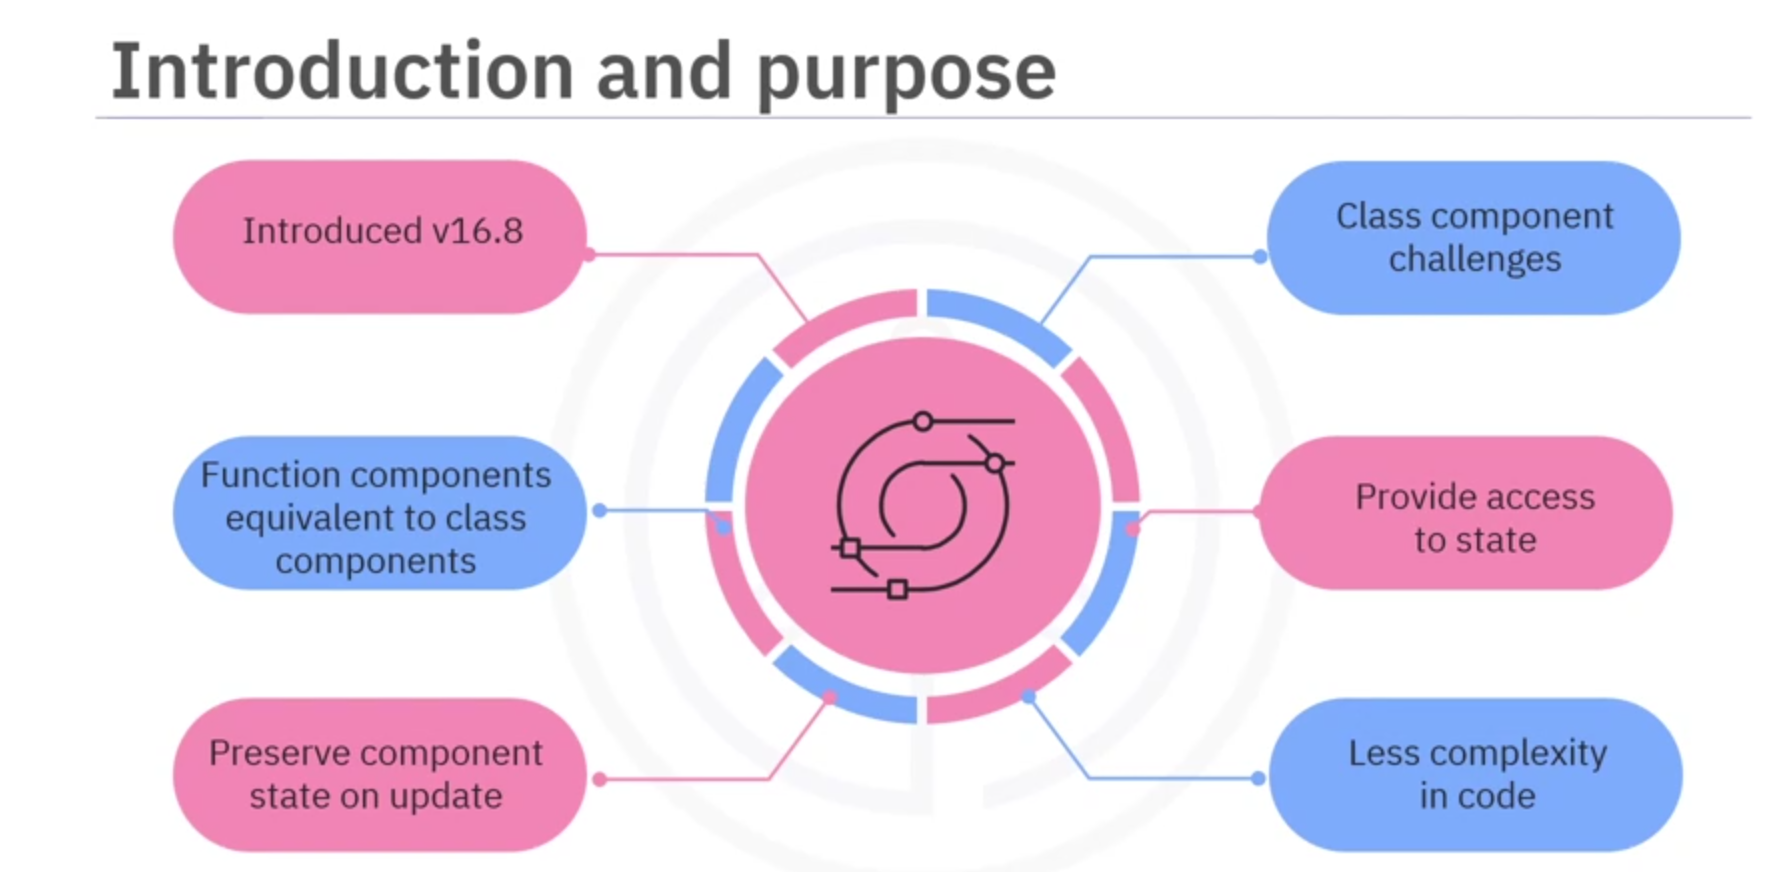 Introduction and purpose
Introduced v16.8
Class component
challenges
Function components
equivalent to class
components
Provide access
to state
Preserve component
state on update
Less complexity
in code